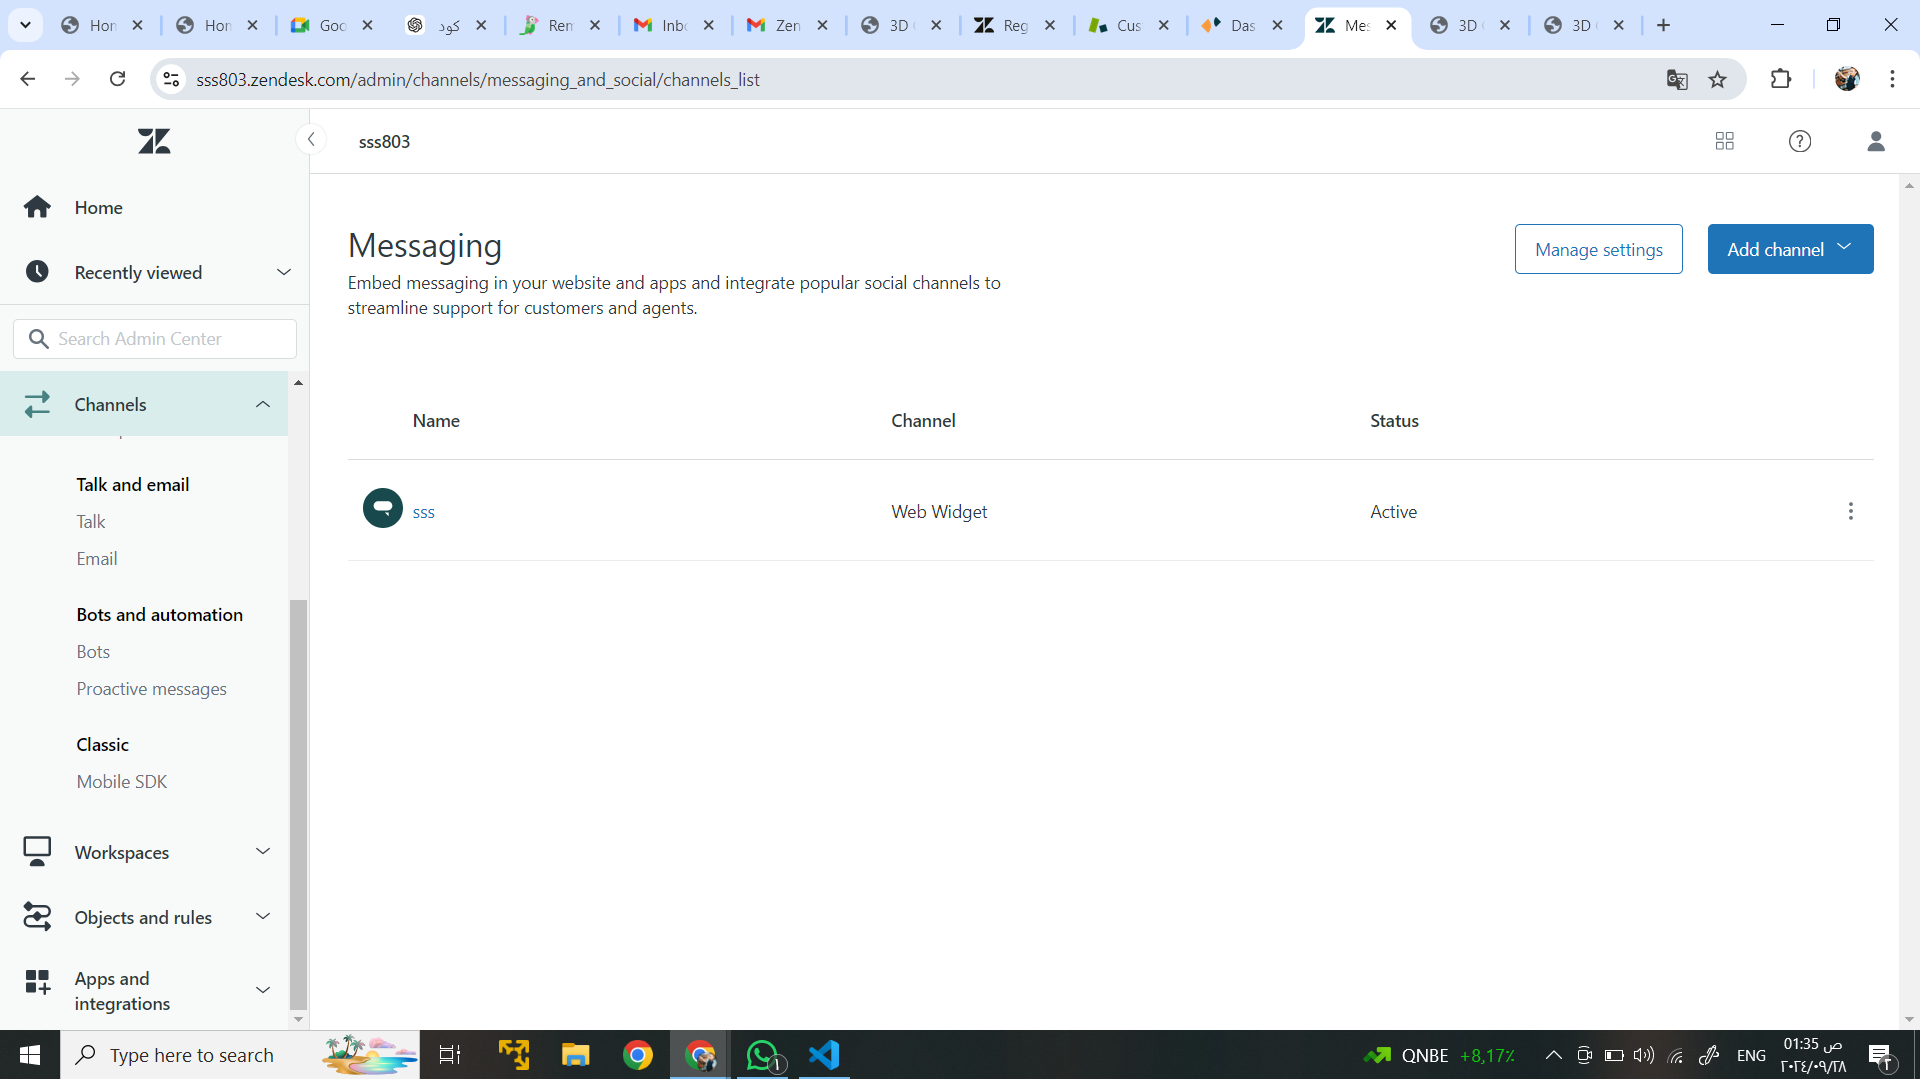 Hon
Hon
Goo
كود
Ren
Inbo
Zen
3D
Reg
Cus
Das
Mes
3D
3D
sss803.zendesk.com/admin/channels/messaging_and_social/channels_list
sss803
Home
Recently viewed
Search Admin Center
Channels
Talk and email
Talk
Email
Bots and automation
Bots
Proactive messages
Classic
Mobile SDK
Workspaces
Objects and rules
Apps and
integrations
Messaging
Embed messaging in your website and apps and integrate popular social channels to
streamline support for customers and agents.
Manage settings
Add channel
Name Channel Status
sss Web Widget Active
Type here to search
QNBE +8,17%
ENG
01:35 ص
٢٠٢٤/٠٩/٢٨